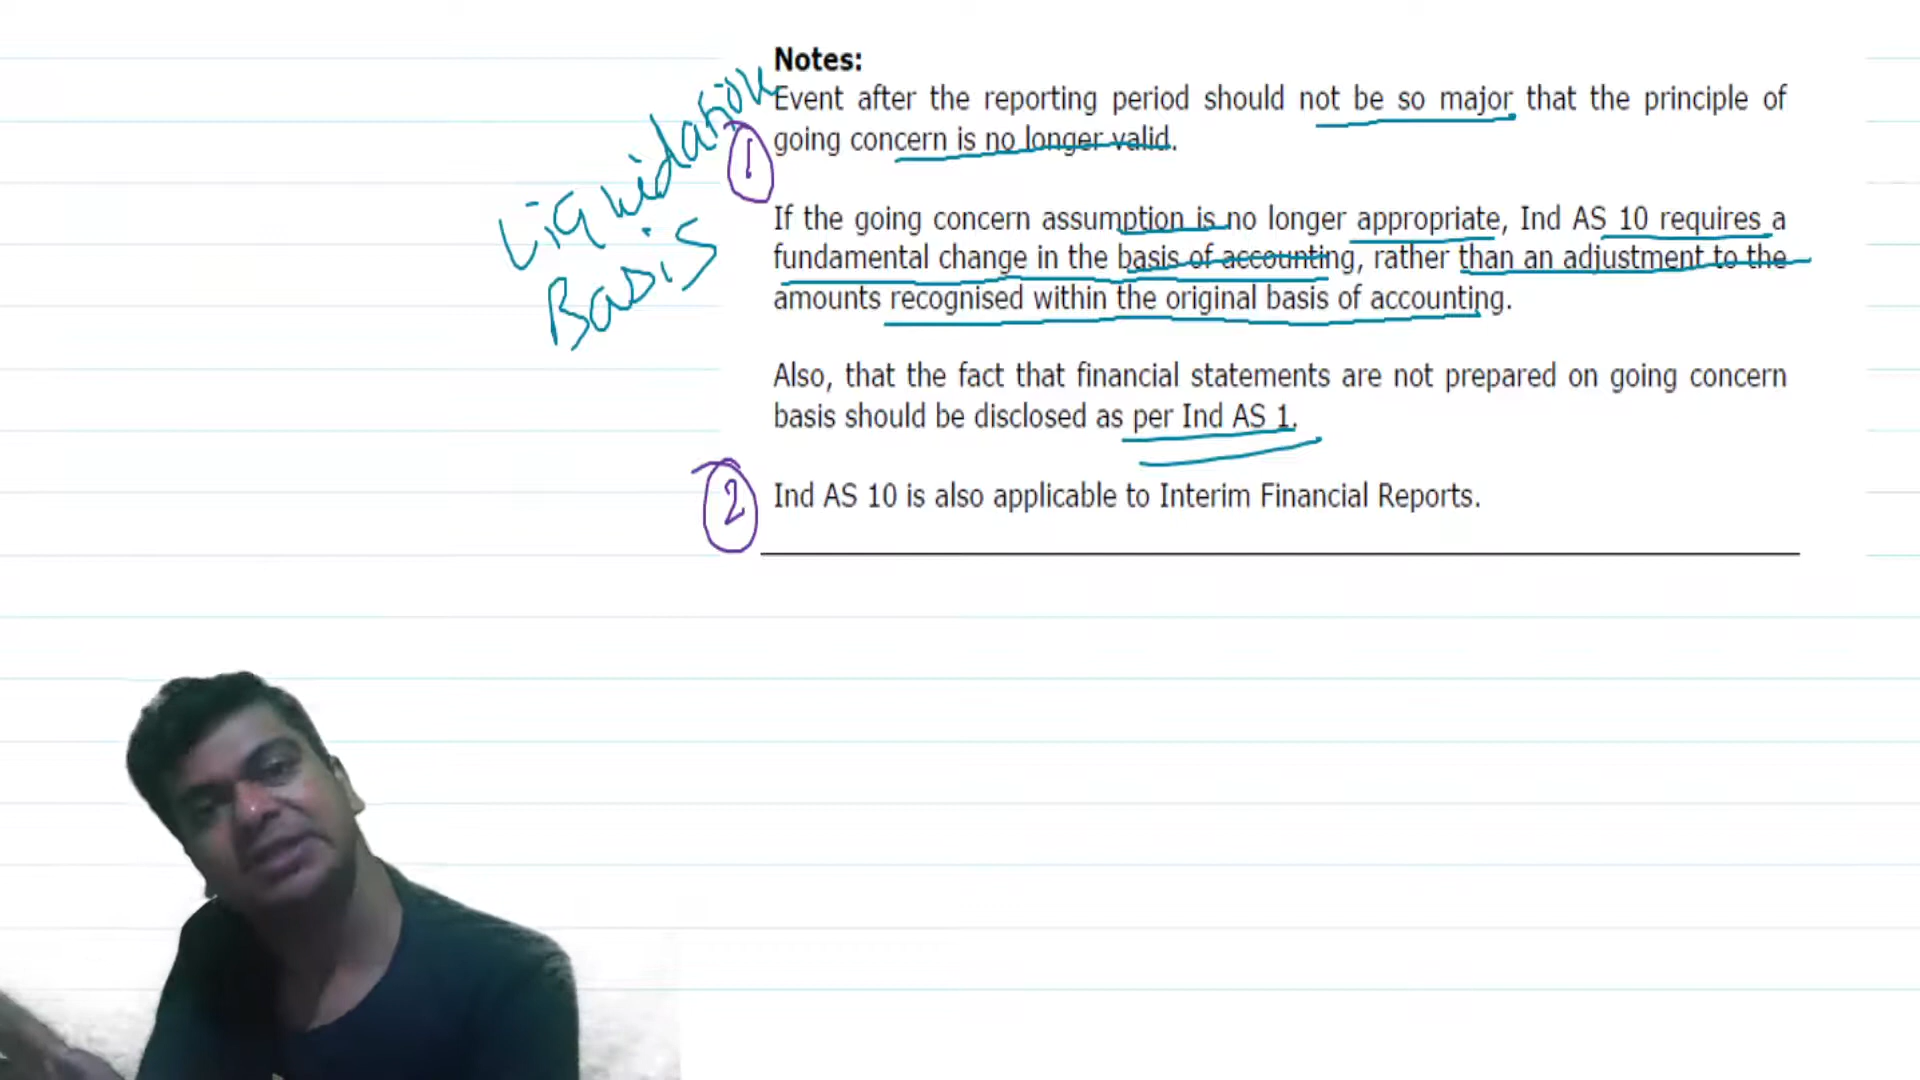 Notes:
Event after the reporting period should not be so major that the principle of
going concern is no longer valid.
Liquidation
Basis
1
If the going concern assumption is no longer appropriate, Ind AS 10 requires a
fundamental change in the basis of accounting, rather than an adjustment to the
amounts recognised within the original basis of accounting.
Also, that the fact that financial statements are not prepared on going concern
basis should be disclosed as per Ind AS 1.
2
Ind AS 10 is also applicable to Interim Financial Reports.